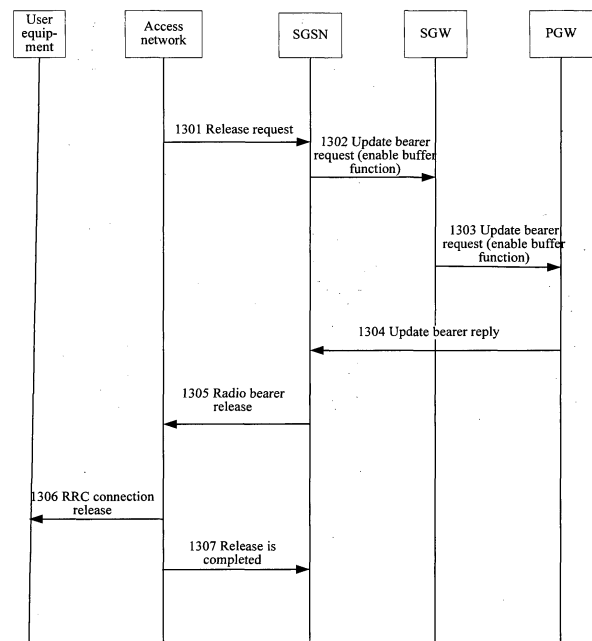 User
equip-
ment
Access
network
SGSN
SGW
PGW
1301 Release request
1302 Update bearer
request (enable buffer
function)
1303 Update bearer
request (enable buffer
function)
1304 Update bearer reply
1305 Radio bearer
release
1306 RRC connection
release
1307 Release is
completed